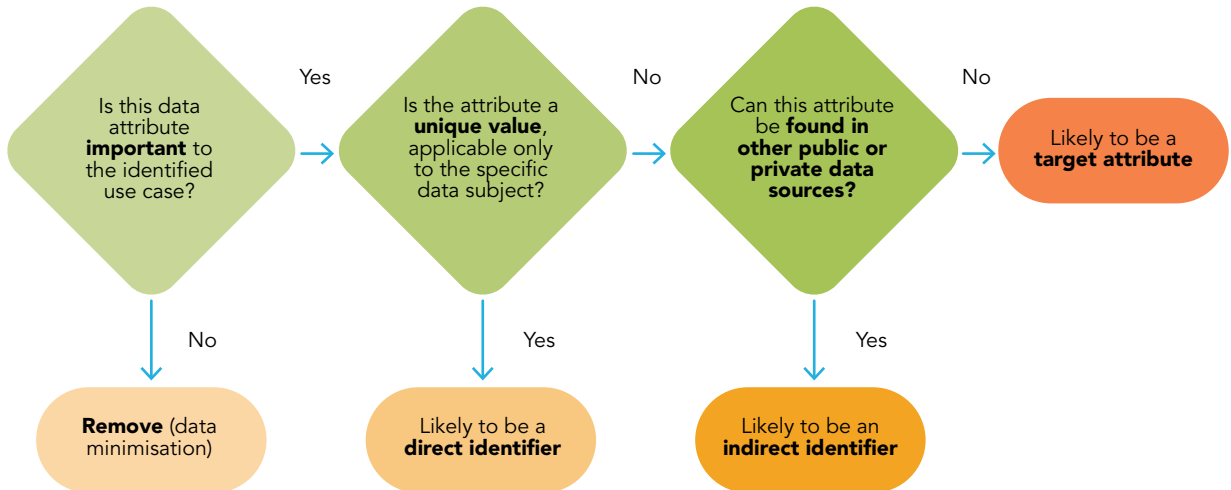 Is this data
attribute
important to
the identified
use case?
Yes
Is the attribute a
unique value,
applicable only
to the specific
data subject?
No
Can this attribute
be found in
other public or
private data
sources?
No
Likely to be a
target attribute
No
Yes
Yes
Remove (data
minimisation)
Likely to be a
direct identifier
Likely to be an
indirect identifier